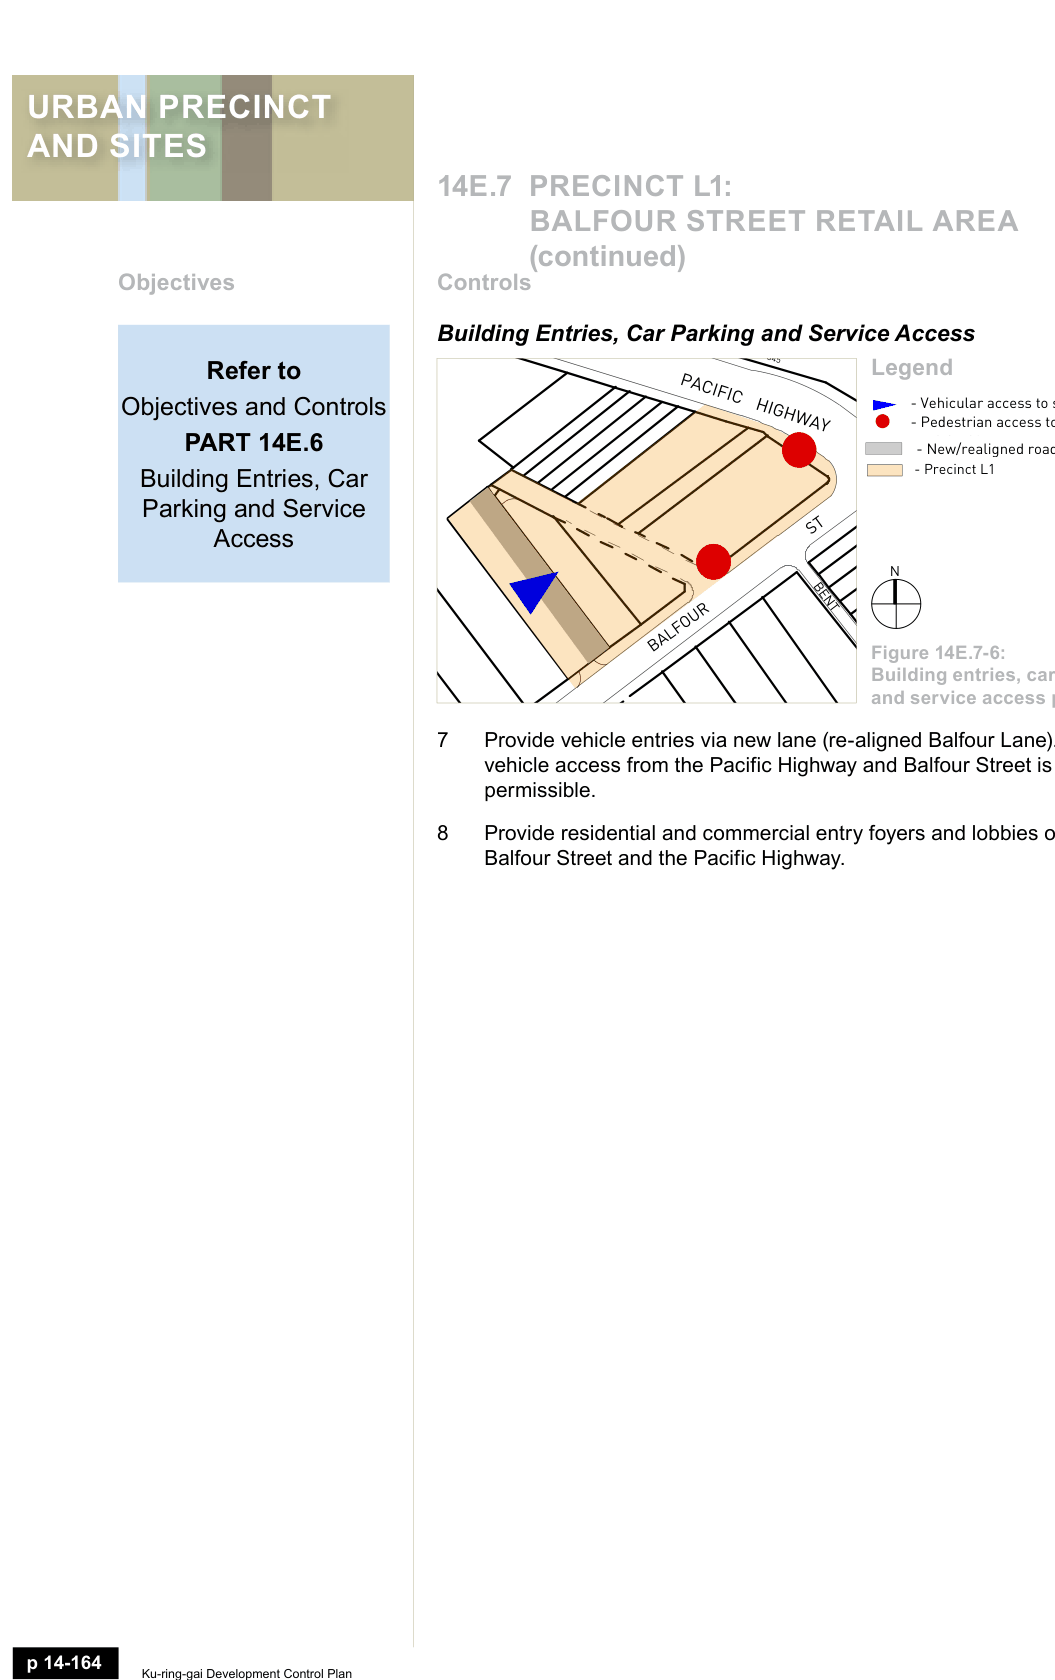 URBAN PRECINCT
AND SITES
14E.7 PRECINCT L1:
BALFOUR STREET RETAIL AREA
(continued)
Objectives
Controls
Refer to
Objectives and Controls
PART 14E.6
Building Entries, Car
Parking and Service
Access
Building Entries, Car Parking and Service Access
PACIFIC HIGHWAY
ST
BALFOUR
BENT
Legend
- Vehicular access to s
- Pedestrian access to
- New/realigned road
- Precinct L1
N
Figure 14E.7-6:
Building entries, car
and service access p
7 Provide vehicle entries via new lane (re-aligned Balfour Lane).
vehicle access from the Pacific Highway and Balfour Street is
permissible.
8 Provide residential and commercial entry foyers and lobbies o
Balfour Street and the Pacific Highway.
p 14-164
Ku-ring-gai Development Control Plan